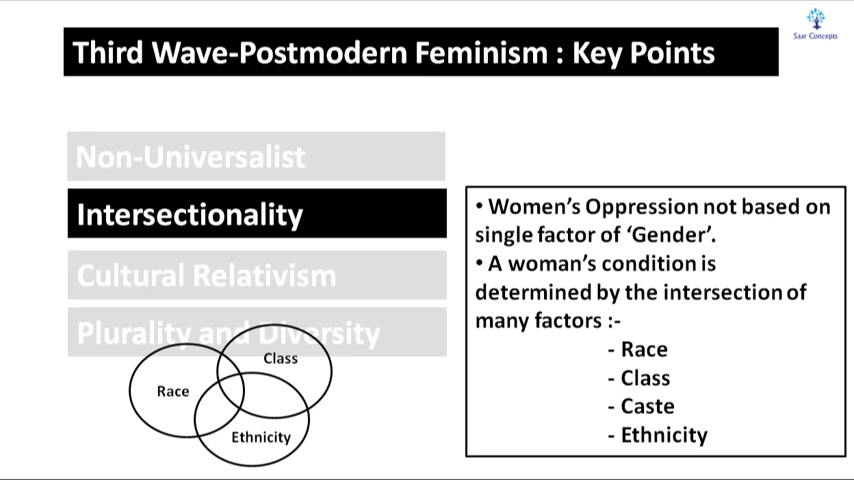 Saar Concepts
Third Wave-Postmodern Feminism : Key Points
Non-Universalist
Intersectionality
Cultural Relativism
Plurality and Diversity
Class
Race
Ethnicity
• Women's Oppression not based on
single factor of 'Gender'.
• A woman's condition is
determined by the intersection of
many factors :-
- Race
- Class
- Caste
- Ethnicity